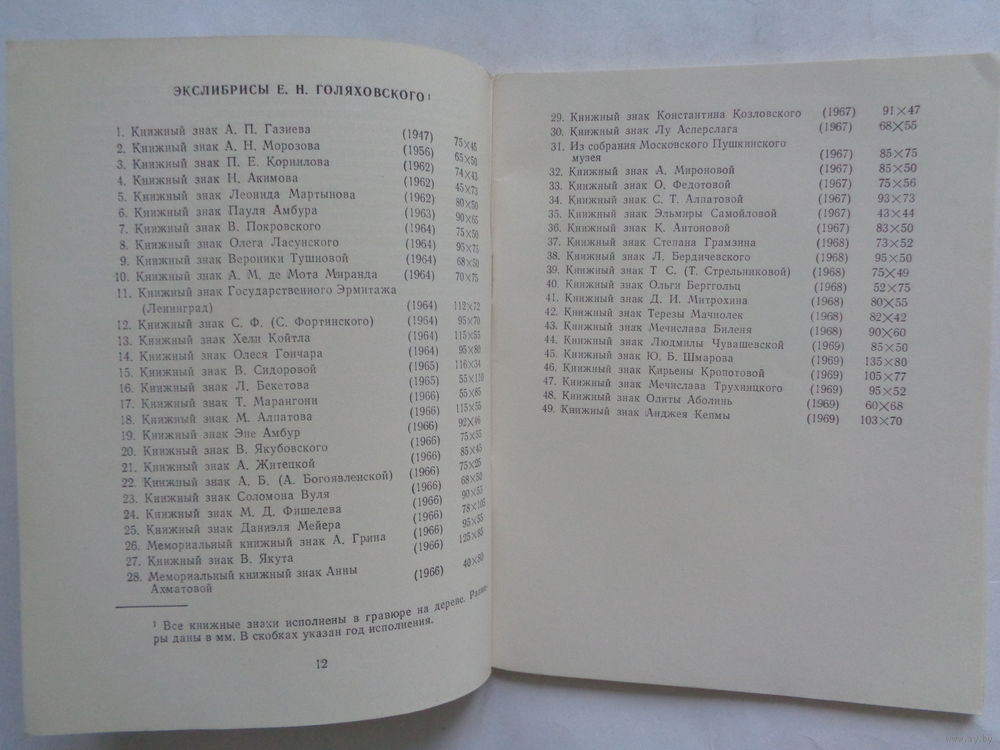 ЭКСЛИБРИСЫ Е. Н. ГОЛЯХОВСКОГО ¹
1. Книжный знак А. П. Газиева (1947) 75×45
2. Книжный знак А. Н. Морозова (1956) 65×50
3. Книжный знак П. Е. Корнилова (1962) 74×43
4. Книжный знак Н. Акимова (1962) 45×73
5. Книжный знак Леонида Мартынова (1962) 80×50
6. Книжный знак Пауля Амбура (1963) 90×65
7. Книжный знак В. Покровского (1964) 75×50
8. Книжный знак Олега Ласунского (1964) 95×75
9. Книжный знак Вероники Тушновой (1964) 68×50
10. Книжный знак А. М. де Мота Миранда (1964) 70×75
11. Книжный знак Государственного Эрмитажа
(Ленинград) (1964) 112×72
12. Книжный знак С. Ф. (С. Фортинского) (1964) 95×70
13. Книжный знак Хели Койтла (1964) 115×55
14. Книжный знак Олеся Гончара (1964) 95×80
15. Книжный знак В. Сидоровой (1965) 116×34
16. Книжный знак Л. Бекетова (1965) 55×110
17. Книжный знак Т. Марангони (1966) 55×85
18. Книжный знак М. Алпатова (1966) 115×55
19. Книжный знак Эне Амбур (1966) 92×46
20. Книжный знак В. Якубовского (1966) 75×55
21. Книжный знак А. Житецкой (1966) 85×45
22. Книжный знак А. Б. (А. Богоявленской) (1966) 75×25
23. Книжный знак Соломона Вуля (1966) 68×50
24. Книжный знак М. Д. Фишелева (1966) 90×55
25. Книжный знак Даниэля Мейера (1966) 78×105
26. Мемориальный книжный знак А. Грина (1966) 95×55
27. Книжный знак В. Якута (1966) 125×85
28. Мемориальный книжный знак Анны
Ахматовой (1966) 40×80
¹ Все книжные знаки исполнены в гравюре на дереве. Разме-
ры даны в мм. В скобках указан год исполнения.
12
29. Книжный знак Константина Козловского (1967) 91×47
30. Книжный знак Лу Асперслага (1967) 68×55
31. Из собрания Московского Пушкинского
музея (1967) 85×75
32. Книжный знак А. Мироновой (1967) 85×50
33. Книжный знак О. Федотовой (1967) 75×56
34. Книжный знак С. Т. Алпатовой (1967) 93×73
35. Книжный знак Эльмиры Самойловой (1967) 43×44
36. Книжный знак К. Антоновой (1967) 83×50
37. Книжный знак Степана Грамзина (1968) 73×52
38. Книжный знак Л. Бердичевского (1968) 95×50
39. Книжный знак Т С. (Т. Стрельниковой) (1968) 75×49
40. Книжный знак Ольги Берггольц (1968) 52×75
41. Книжный знак Д. И. Митрохина (1968) 80×55
42. Книжный знак Терезы Мачнолек (1968) 82×42
43. Книжный знак Мечислава Биленя (1968) 90×60
44. Книжный знак Людмилы Чувашевской (1969) 85×50
45. Книжный знак Ю. Б. Шмарова (1969) 135×80
46. Книжный знак Кирьены Кропотовой (1969) 105×77
47. Книжный знак Мечислава Трухницкого (1969) 95×52
48. Книжный знак Олиты Аболинь (1969) 60×68
49. Книжный знак Анджея Кепмы (1969) 103×70
www.ay.by